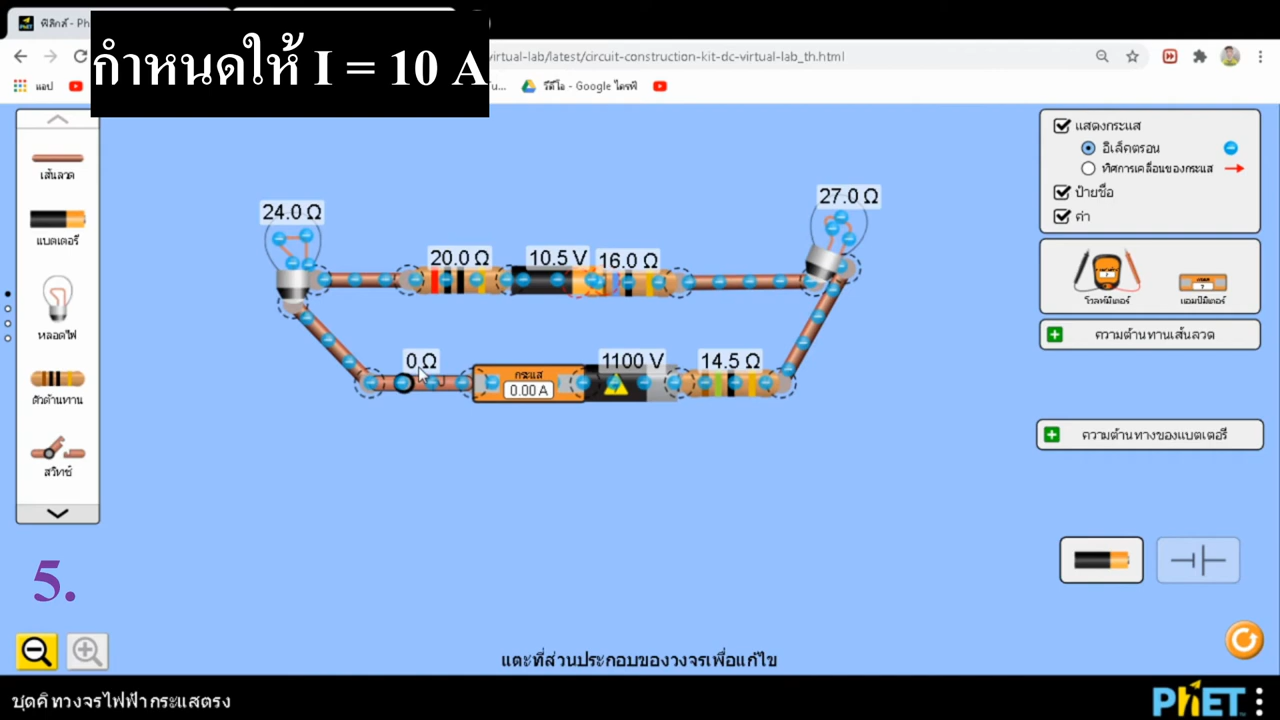 ฟิสิกส์ - Ph
กำหนดให้ I = 10 A
virtual-lab/latest/circuit-construction-kit-dc-virtual-lab_th.html
แอป
วีดีโอ - Google ไดรฟ์
เส้นลวด
แบตเตอรี่
หลอดไฟ
ตัวต้านทาน
สวิทช์
24.0 Ω
20.0 Ω
10.5 V
16.0 Ω
27.0 Ω
0 Ω
กระแส
0.00 A
1100 V
14.5 Ω
แสดงกระแส
อิเล็คตรอน
ทิศการเคลื่อนของกระแส
ป้ายชื่อ
ค่า
โวลท์มิเตอร์
แอมป์มิเตอร์
ความต้านทานเส้นลวด
ความต้านทางของแบตเตอรี่
5.
แตะที่ส่วนประกอบของวงจรเพื่อแก้ไข
ชุดคิทวงจรไฟฟ้ากระแสตรง
PhET